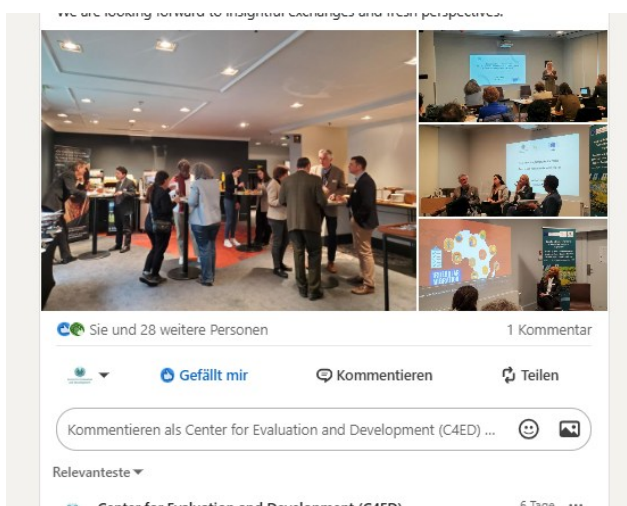 We are looking forward to insightful exchanges and fresh perspectives.
Sie und 28 weitere Personen
1 Kommentar
Gefällt mir
Kommentieren
Teilen
Kommentieren als Center for Evaluation and Development (C4ED) ...
Relevanteste
Center for Evaluation and Development (C4ED)
6 Tage